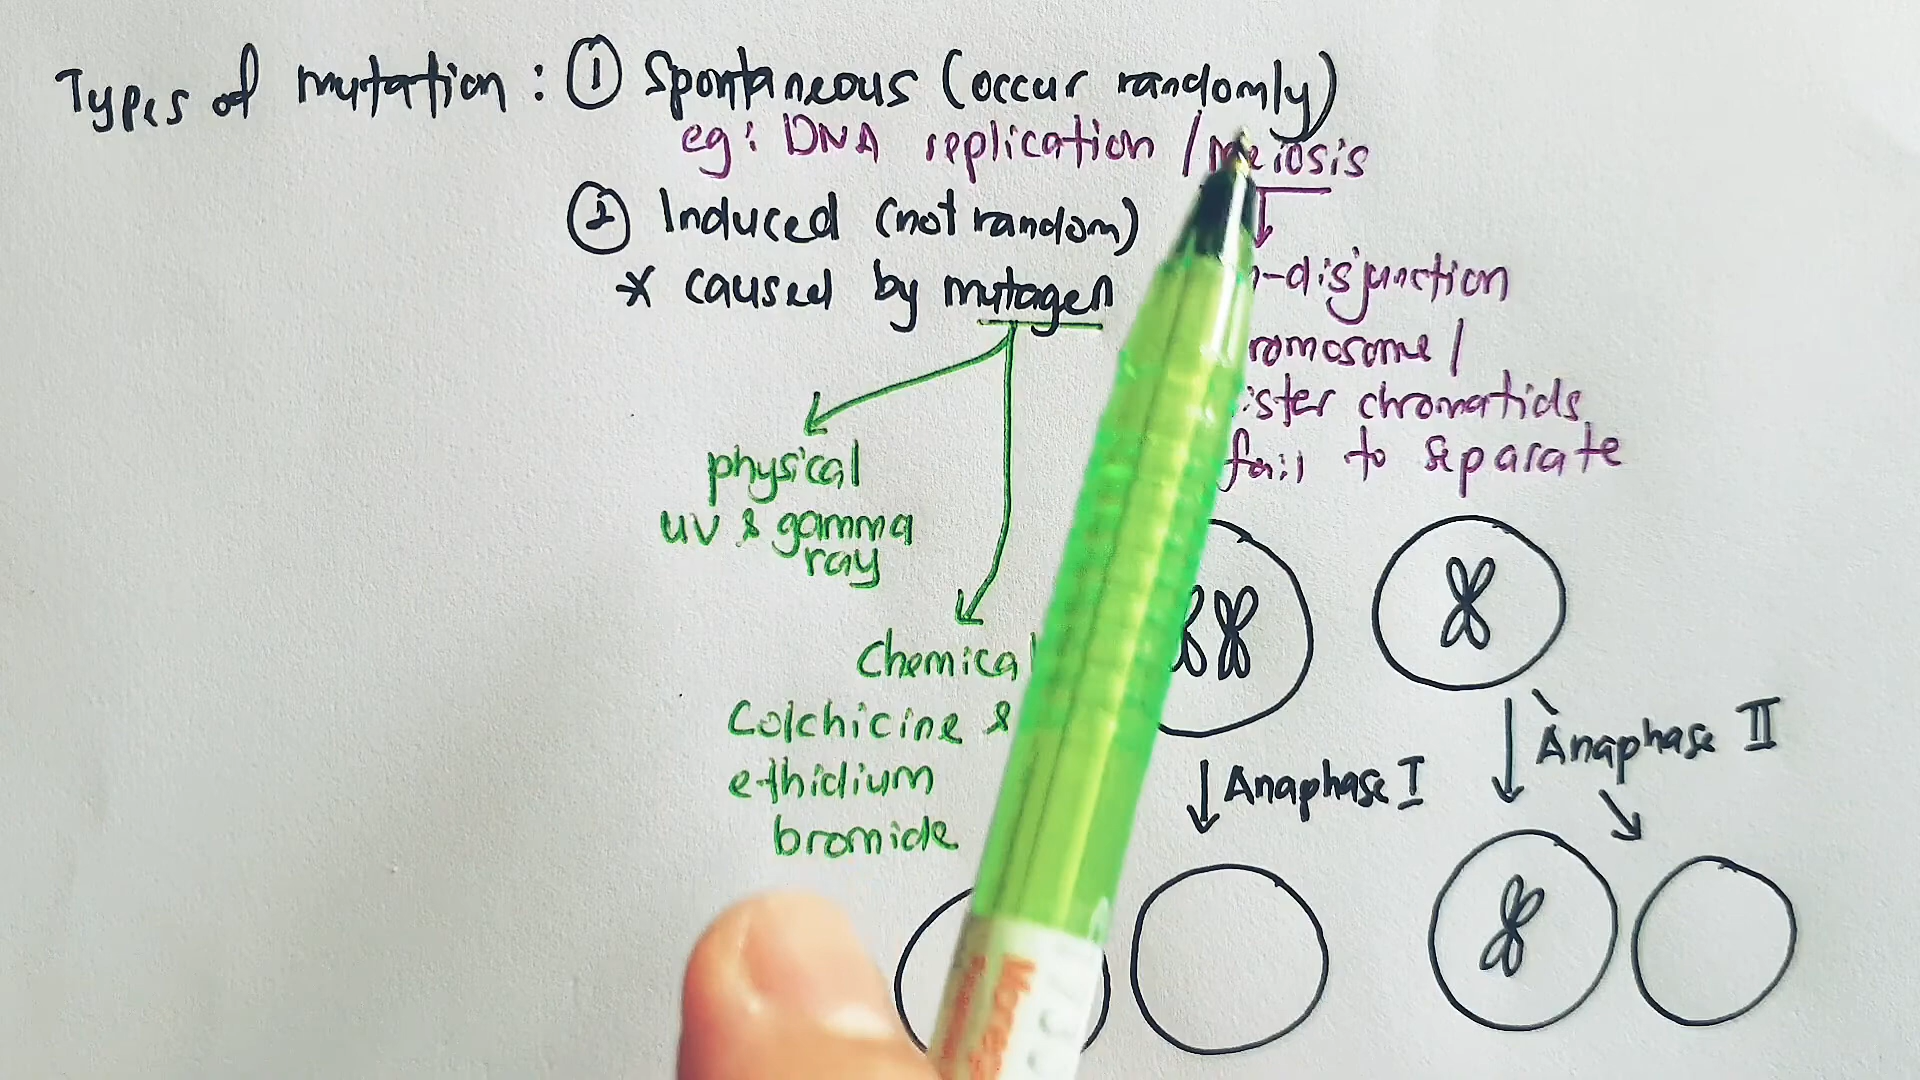 Types of mutation : ① Spontaneous (occur randomly)
eg: DNA replication / meiosis
② Induced (not random)
* caused by mutagen
-disjunction
romosome /
ister chromatids
fail to separate
physical
uv & gamma
ray
Chemical
Colchicine &
ethidium
bromide
Anaphase I
Anaphase II